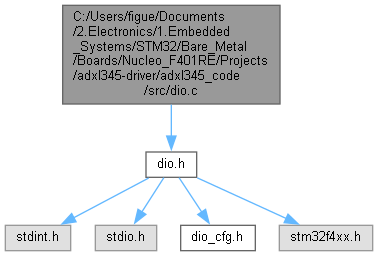 C:/Users/figue/Documents
/2.Electronics/1.Embedded
_Systems/STM32/Bare_Metal
/Boards/Nucleo_F401RE/Projects
/adxl345-driver/adxl345_code
/src/dio.c
dio.h
stdint.h
stdio.h
dio_cfg.h
stm32f4xx.h